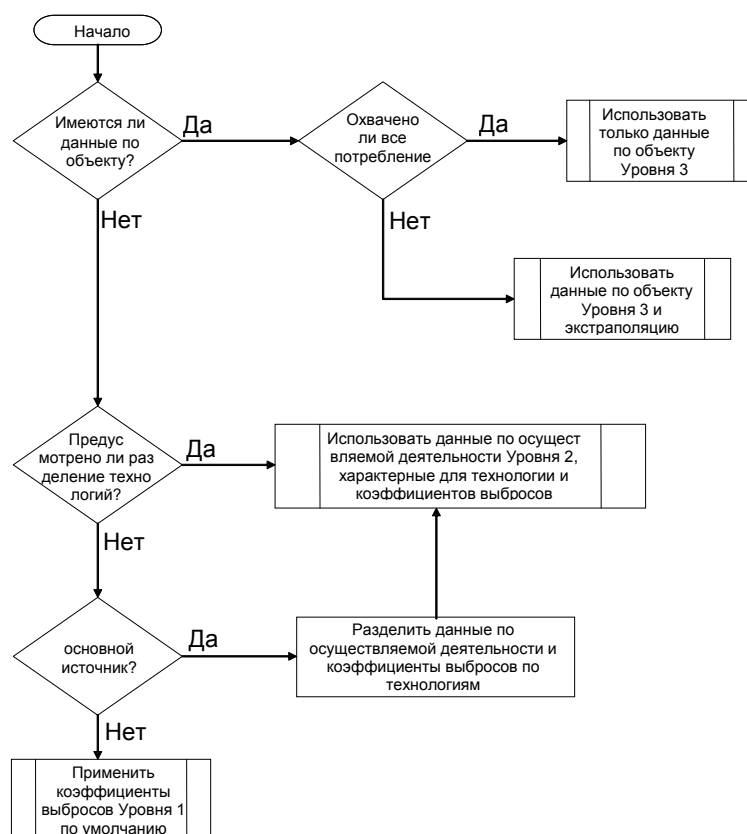 Начало
Имеются ли
данные по
объекту?
Да
Охвачено
ли все
потребление
Да
Использовать
только данные
по объекту
Уровня 3
Нет
Нет
Использовать
данные по объекту
Уровня 3 и
экстраполяцию
Предус
мотрено ли раз
деление техно
логий?
Да
Использовать данные по осущест
вляемой деятельности Уровня 2,
характерные для технологии и
коэффициентов выбросов
Нет
основной
источник?
Да
Разделить данные по
осуществляемой деятельности и
коэффициенты выбросов по
технологиям
Нет
Применить
коэффициенты
выбросов Уровня 1
по умолчанию